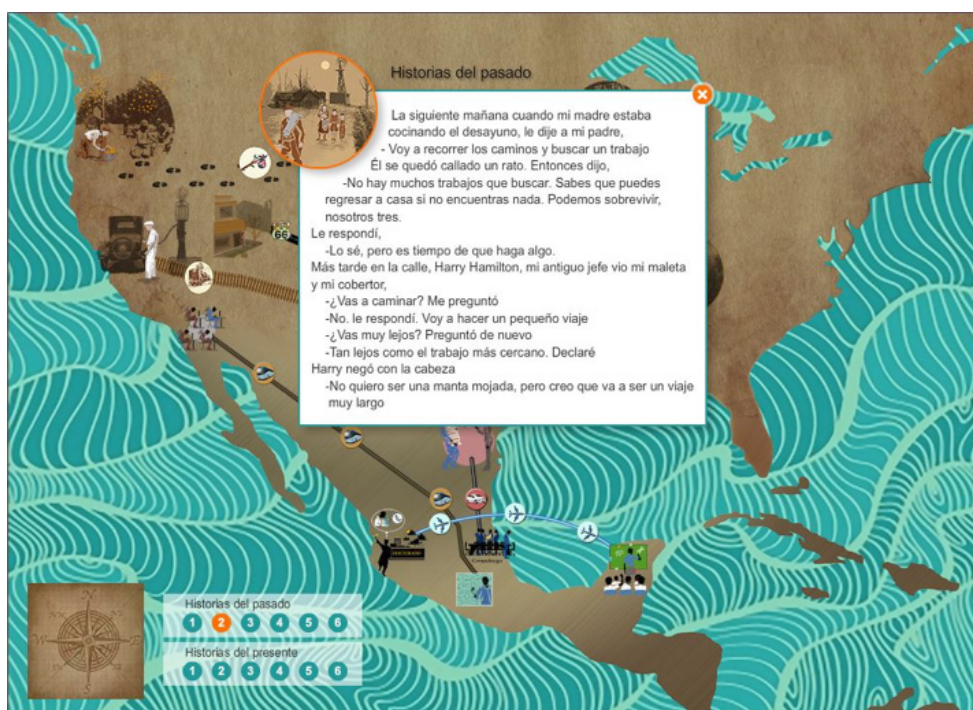 Historias del pasado
La siguiente mañana cuando mi madre estaba
cocinando el desayuno, le dije a mi padre,
- Voy a recorrer los caminos y buscar un trabajo
Él se quedó callado un rato. Entonces dijo,
-No hay muchos trabajos que buscar. Sabes que puedes
regresar a casa si no encuentras nada. Podemos sobrevivir,
nosotros tres.
Le respondí,
-Lo sé, pero es tiempo de que haga algo.
Más tarde en la calle, Harry Hamilton, mi antiguo jefe vio mi maleta
y mi cobertor,
-¿Vas a caminar? Me preguntó
-No. le respondí. Voy a hacer un pequeño viaje
-¿Vas muy lejos? Preguntó de nuevo
-Tan lejos como el trabajo más cercano. Declaré
Harry negó con la cabeza
-No quiero ser una manta mojada, pero creo que va a ser un viaje
muy largo
66
DOCTORADO
Historias del pasado
1 2 3 4 5 6
Historias del presente
1 2 3 4 5 6
N
W
E
S